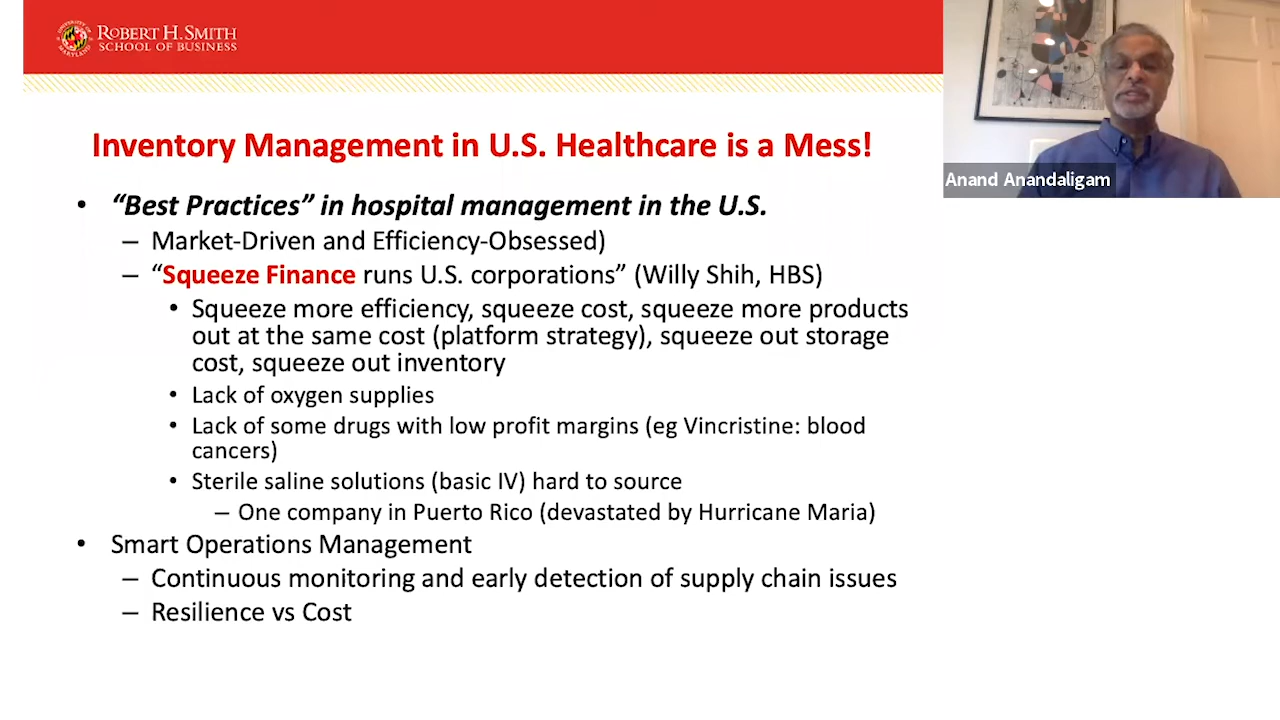 UNIVERSITY OF MARYLAND
ROBERT H. SMITH
SCHOOL OF BUSINESS
Anand Anandaligam
Inventory Management in U.S. Healthcare is a Mess!
• “Best Practices” in hospital management in the U.S.
– Market-Driven and Efficiency-Obsessed)
– “Squeeze Finance runs U.S. corporations” (Willy Shih, HBS)
• Squeeze more efficiency, squeeze cost, squeeze more products
out at the same cost (platform strategy), squeeze out storage
cost, squeeze out inventory
• Lack of oxygen supplies
• Lack of some drugs with low profit margins (eg Vincristine: blood
cancers)
• Sterile saline solutions (basic IV) hard to source
– One company in Puerto Rico (devastated by Hurricane Maria)
• Smart Operations Management
– Continuous monitoring and early detection of supply chain issues
– Resilience vs Cost